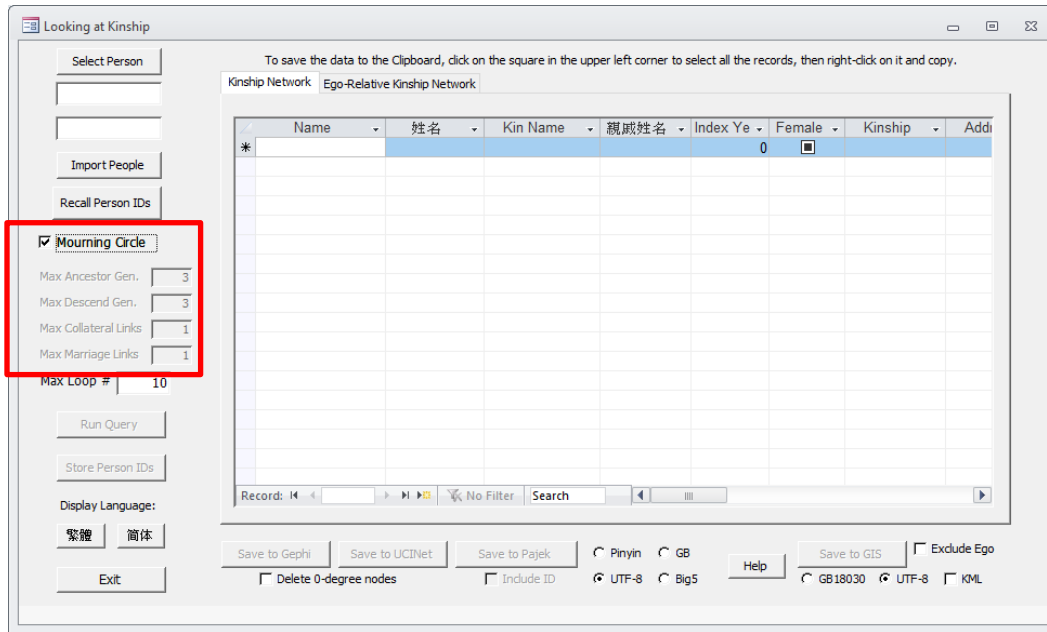 Looking at Kinship
Select Person
To save the data to the Clipboard, click on the square in the upper left corner to select all the records, then right-click on it and copy.
Kinship Network Ego-Relative Kinship Network
Name 姓名 Kin Name 親戚姓名 Index Ye Female Kinship Addr
0
Import People
Recall Person IDs
Mourning Circle
Max Ancestor Gen. 3
Max Descend Gen. 3
Max Collateral Links 1
Max Marriage Links 1
Max Loop # 10
Run Query
Store Person IDs
Record: No Filter Search
Display Language:
繁體 简体
Exit
Save to Gephi Save to UCINet Save to Pajek Pinyin GB Help Save to GIS Exclude Ego
Delete 0-degree nodes Include ID UTF-8 Big5 GB18030 UTF-8 KML